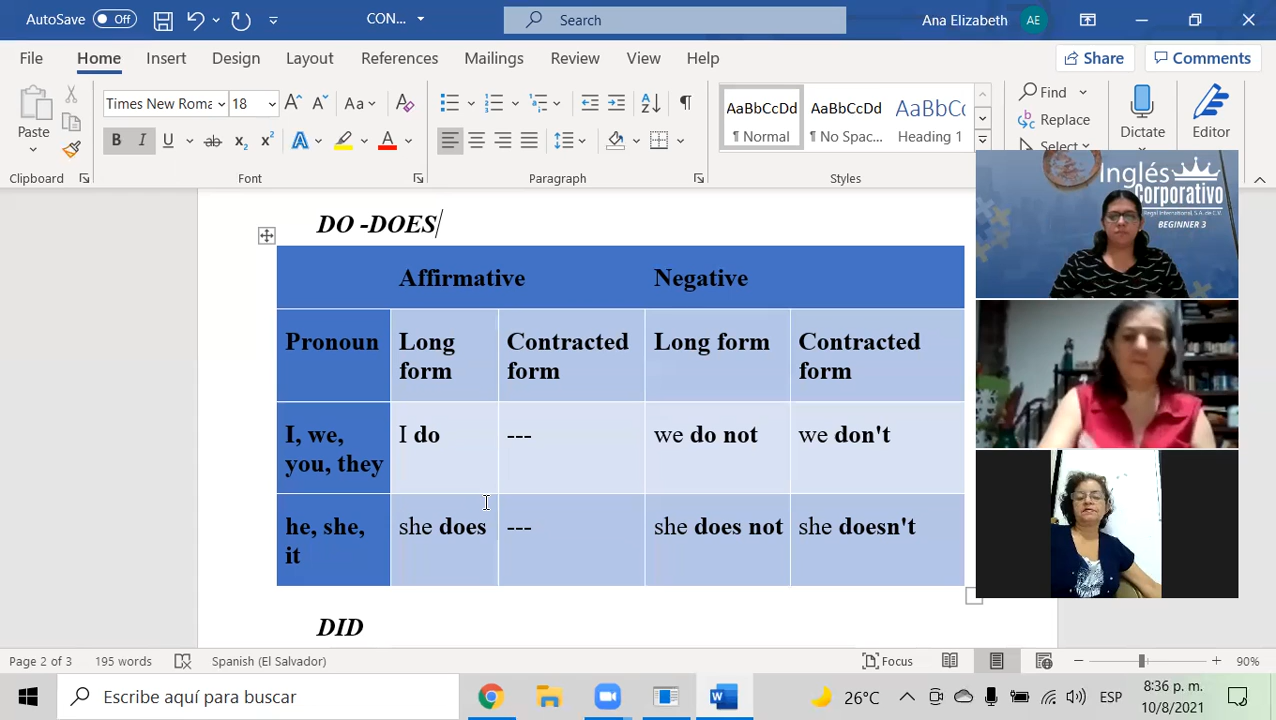 AutoSave Off CON... Search Ana Elizabeth AE
File Home Insert Design Layout References Mailings Review View Help Share Comments
Paste Times New Roma 18 Aa AaBbCcDd AaBbCcDd AaBbCc Find
¶ Normal ¶ No Spac... Heading 1 Replace Dictate Editor
Select
Clipboard Font Paragraph Styles
DO -DOES
Affirmative Negative
Pronoun Long form Contracted form Long form Contracted form
I, we, you, they I do --- we do not we don't
he, she, it she does --- she does not she doesn't
DID
Inglés
Corporativo
Regal International, S.A. de C.V.
BEGINNER 3
Page 2 of 3 195 words Spanish (El Salvador) Focus 90%
Escribe aquí para buscar 26°C ESP 8:36 p. m.
10/8/2021